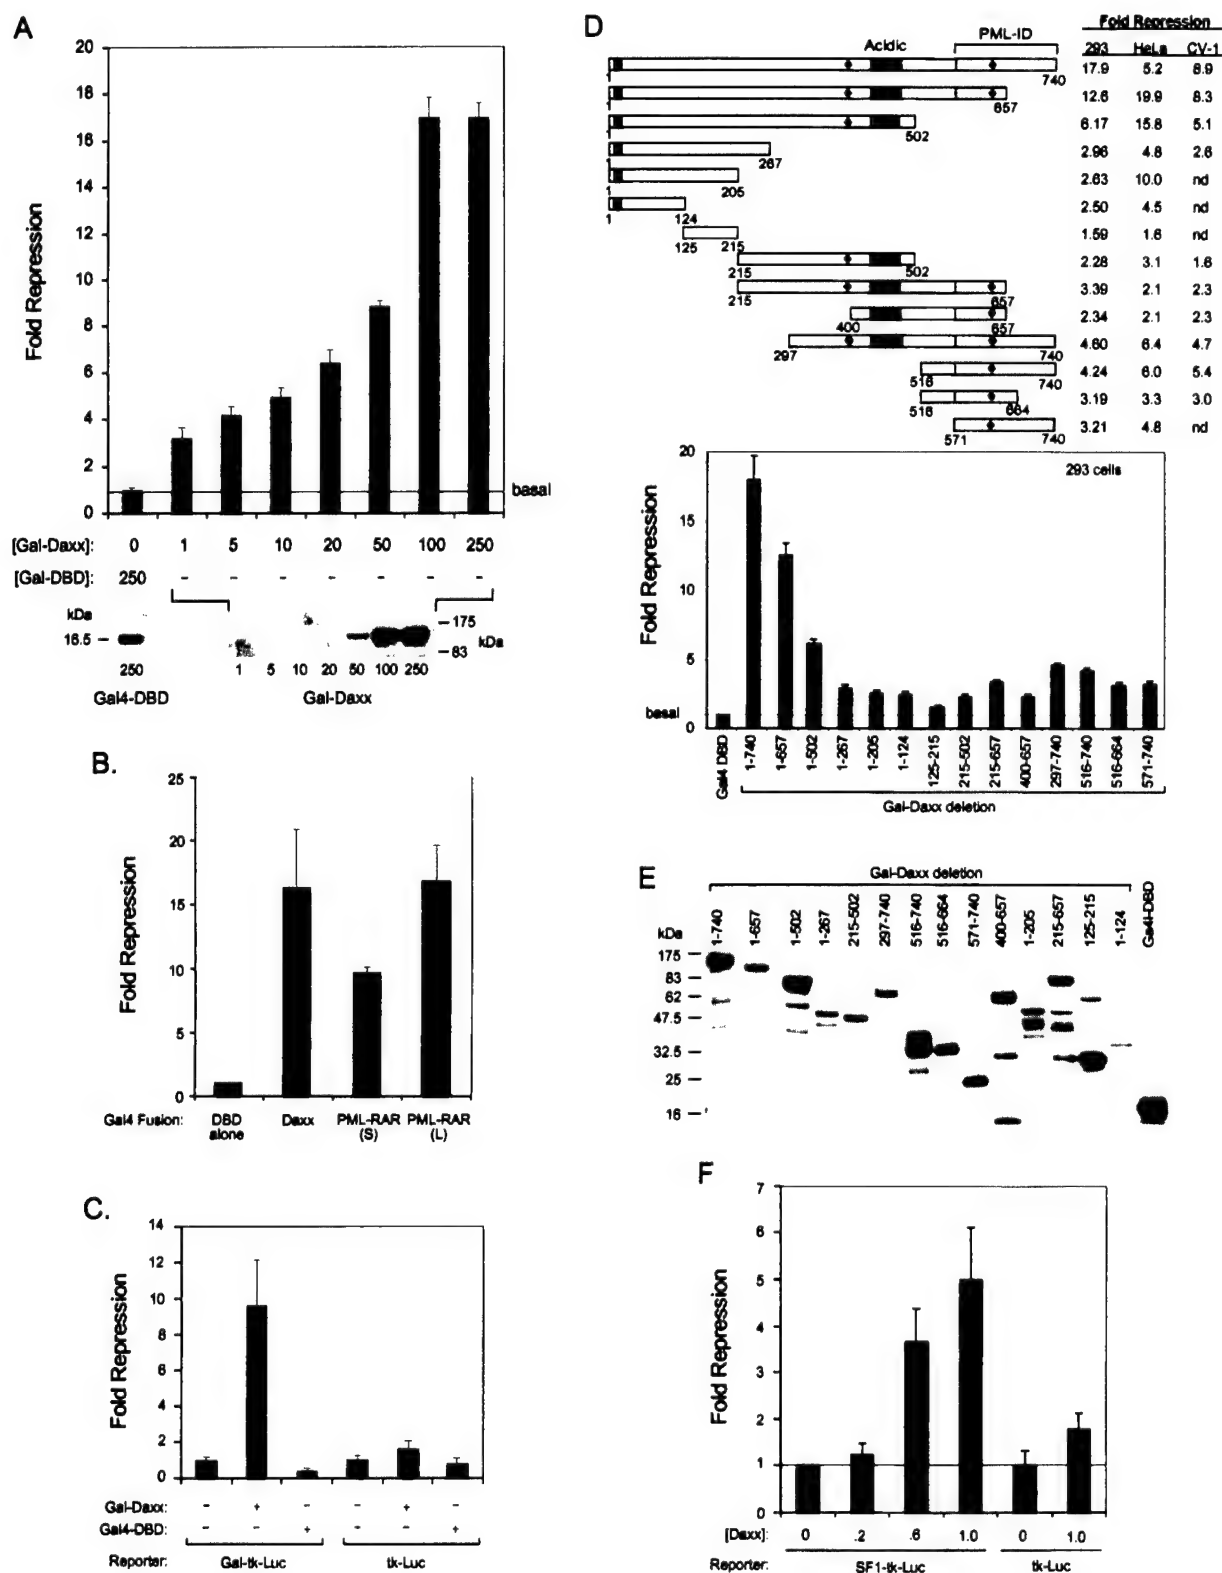 A
20
18
16
14
12
10
8
6
4
2
0
Fold Repression
basal
[Gal-Daxx]: 0 1 5 10 20 50 100 250
[Gal-DBD]: 250 - - - - - - -
kDa
16.5
250
Gal4-DBD
175
kDa
83
1 5 10 20 50 100 250
Gal-Daxx
B.
25
20
15
10
5
0
Fold Repression
Gal4 Fusion: DBD alone Daxx PML-RAR (S) PML-RAR (L)
C.
14
12
10
8
6
4
2
0
Fold Repression
Gal-Daxx: - + - - + -
Gal4-DBD: - - + - - +
Reporter: Gal-tk-Luc tk-Luc
D
Acidic
PML-ID
Fold Repression
293 HeLa CV-1
740 17.9 5.2 8.9
657 12.6 19.9 8.3
502 6.17 15.8 5.1
267 2.96 4.8 2.6
205 2.63 10.0 nd
1 124 2.50 4.5 nd
125 215 1.59 1.6 nd
215 502 2.28 3.1 1.6
215 657 3.39 2.1 2.3
400 657 2.34 2.1 2.3
297 740 4.60 6.4 4.7
516 740 4.24 6.0 5.4
516 664 3.19 3.3 3.0
571 740 3.21 4.8 nd
293 cells
20
15
10
5
0
Fold Repression
basal
Gal4 DBD 1-740 1-657 1-502 1-267 1-205 1-124 125-215 215-502 215-657 400-657 297-740 516-740 516-664 571-740
Gal-Daxx deletion
E
Gal-Daxx deletion
1-740 1-657 1-502 1-267 215-502 297-740 516-740 516-664 571-740 400-657 1-205 215-657 125-215 1-124 Gal4-DBD
kDa
175
83
62
47.5
32.5
25
16
F
7
6
5
4
3
2
1
0
Fold Repression
[Daxx]: 0 .2 .6 1.0 0 1.0
Reporter: SF1-tk-Luc tk-Luc